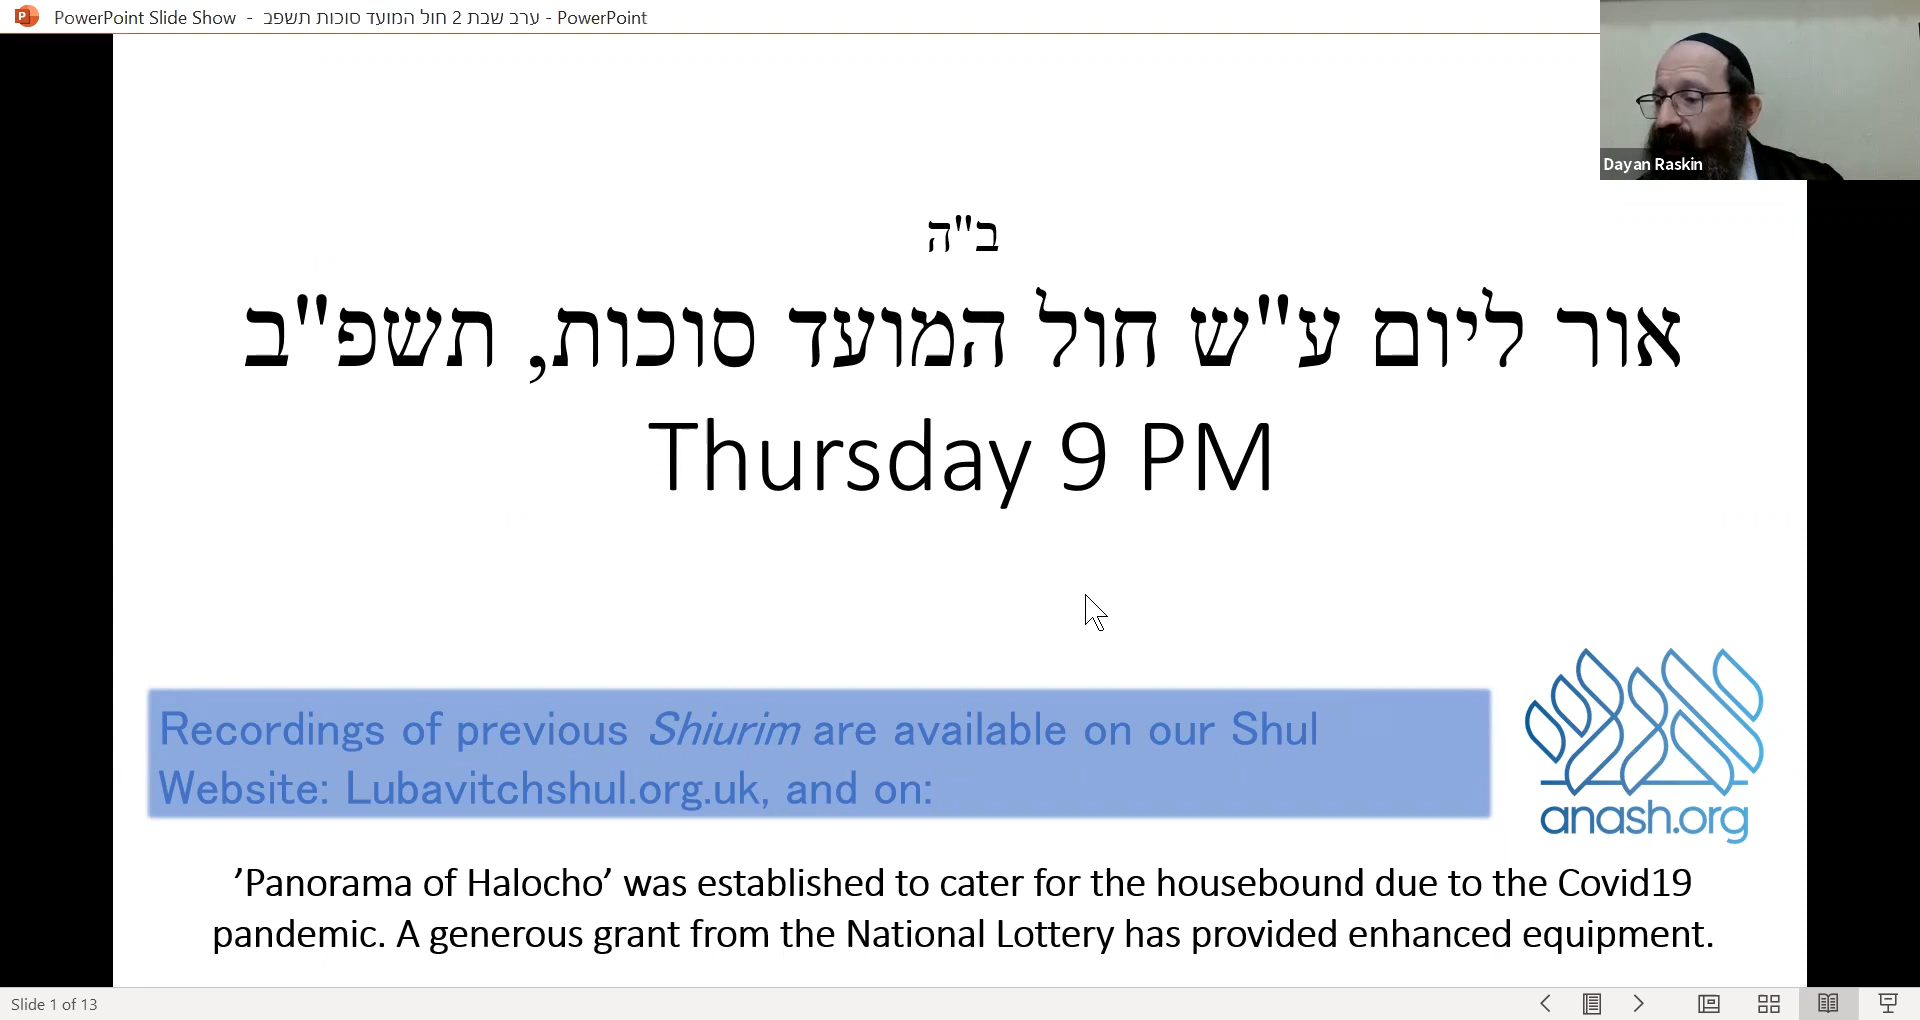 PowerPoint Slide Show - ערב שבת 2 חול המועד סוכות תשפב - PowerPoint
Dayan Raskin
ב"ה
אור ליום ע"ש חול המועד סוכות, תשפ"ב
Thursday 9 PM
Recordings of previous Shiurim are available on our Shul
Website: Lubavitchshul.org.uk, and on:
אנש
anash.org
’Panorama of Halocho’ was established to cater for the housebound due to the Covid19
pandemic. A generous grant from the National Lottery has provided enhanced equipment.
Slide 1 of 13